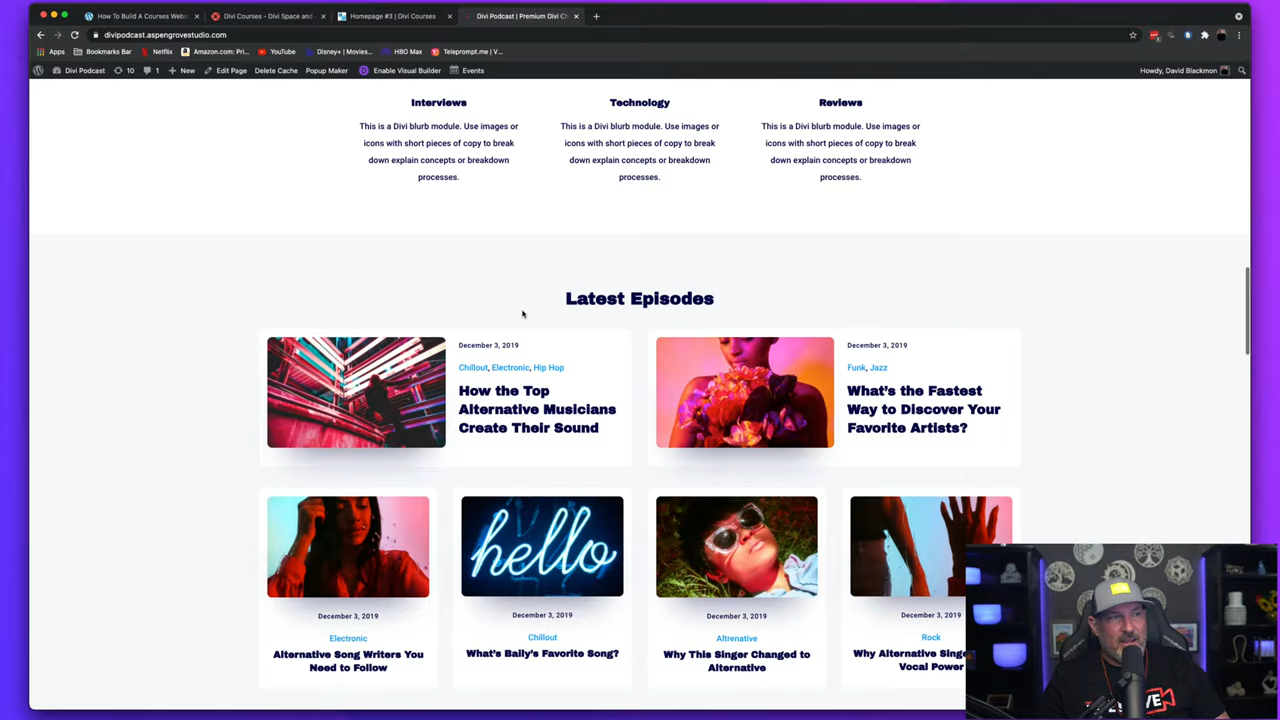 How To Build A Courses Webs
Divi Courses - Divi Space and
Homepage #3 | Divi Courses
Divi Podcast | Premium Divi Ch
divipodcast.aspengrovestudio.com
Apps
Bookmarks Bar
Netflix
Amazon.com: Pri...
YouTube
Disney+ | Movies...
HBO Max
Teleprompt.me | V...
Divi Podcast
10
1
New
Edit Page
Delete Cache
Popup Maker
Enable Visual Builder
Events
Howdy, David Blackmon
Interviews
This is a Divi blurb module. Use images or
icons with short pieces of copy to break
down explain concepts or breakdown
processes.
Technology
This is a Divi blurb module. Use images or
icons with short pieces of copy to break
down explain concepts or breakdown
processes.
Reviews
This is a Divi blurb module. Use images or
icons with short pieces of copy to break
down explain concepts or breakdown
processes.
Latest Episodes
December 3, 2019
Chillout, Electronic, Hip Hop
How the Top
Alternative Musicians
Create Their Sound
December 3, 2019
Funk, Jazz
What's the Fastest
Way to Discover Your
Favorite Artists?
hello
December 3, 2019
Electronic
Alternative Song Writers You
Need to Follow
December 3, 2019
Chillout
What's Baily's Favorite Song?
December 3, 2019
Altrenative
Why This Singer Changed to
Alternative
December 3, 2019
Rock
Why Alternative Singe
Vocal Power